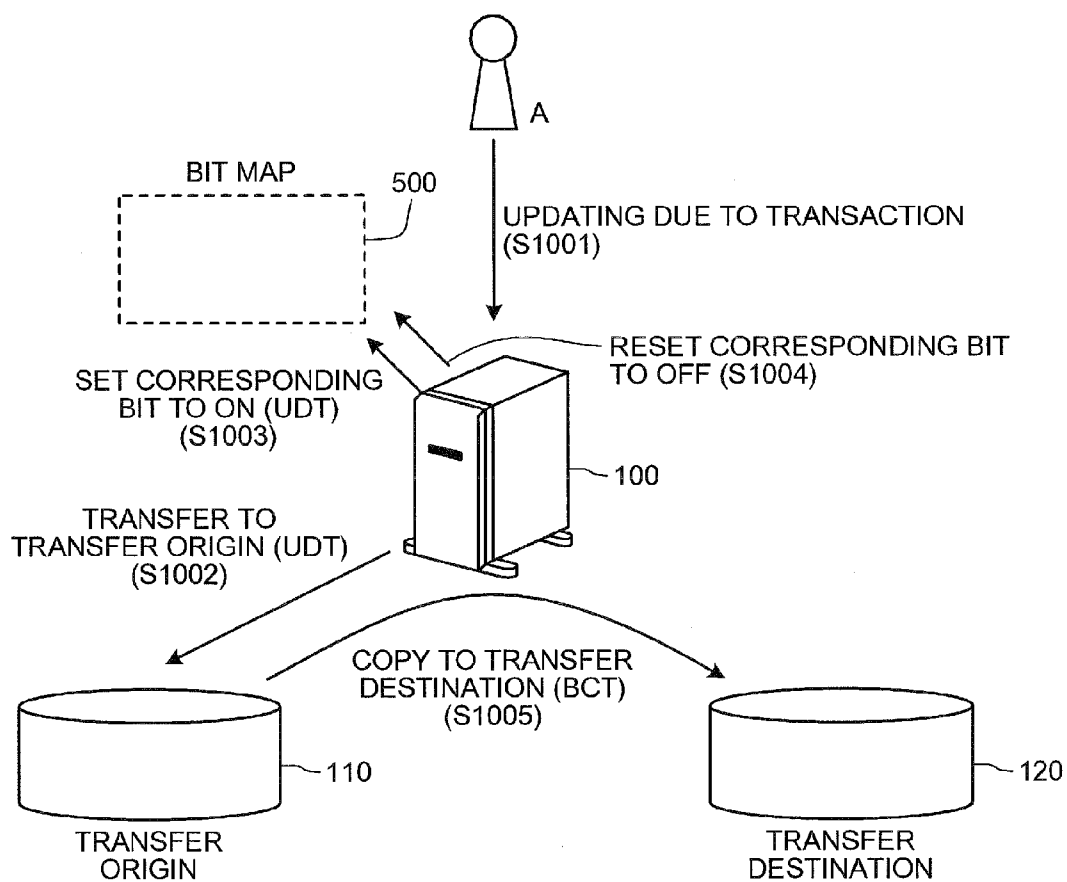 A
BIT MAP
500
UPDATING DUE TO TRANSACTION
(S1001)
RESET CORRESPONDING BIT
TO OFF (S1004)
SET CORRESPONDING
BIT TO ON (UDT)
(S1003)
100
TRANSFER TO
TRANSFER ORIGIN (UDT)
(S1002)
COPY TO TRANSFER
DESTINATION (BCT)
(S1005)
110
120
TRANSFER
ORIGIN
TRANSFER
DESTINATION